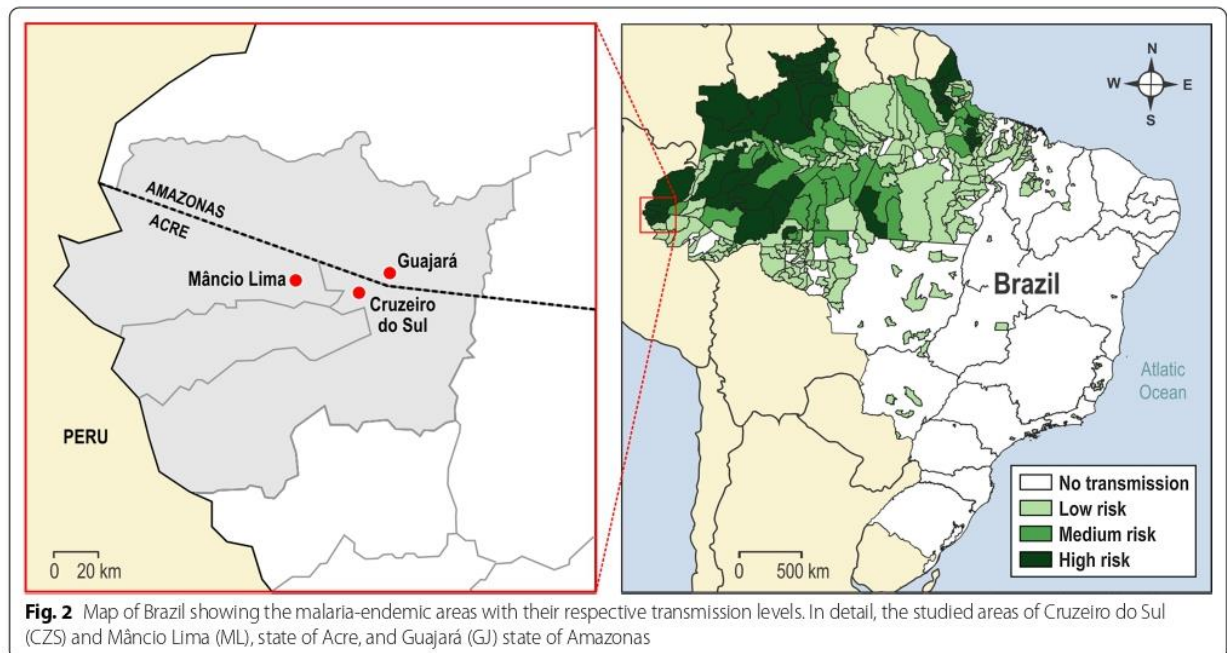 AMAZONAS
ACRE
Guajará
Mâncio Lima
Cruzeiro
do Sul
PERU
0 20 km
N
W E
S
Brazil
Atlatic
Ocean
No transmission
Low risk
Medium risk
High risk
0 500 km
Fig. 2 Map of Brazil showing the malaria-endemic areas with their respective transmission levels. In detail, the studied areas of Cruzeiro do Sul
(CZS) and Mâncio Lima (ML), state of Acre, and Guajará (GJ) state of Amazonas